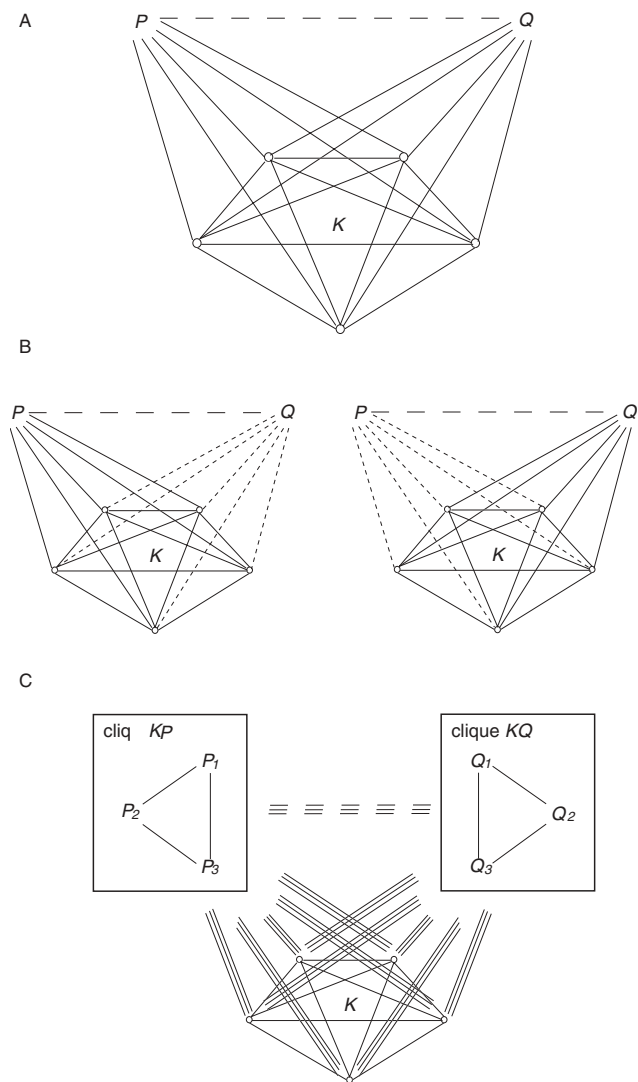 A
P Q
K
B
P Q P Q
K K
C
cliq KP clique KQ
P1 Q1
P2 Q2
P3 Q3
K